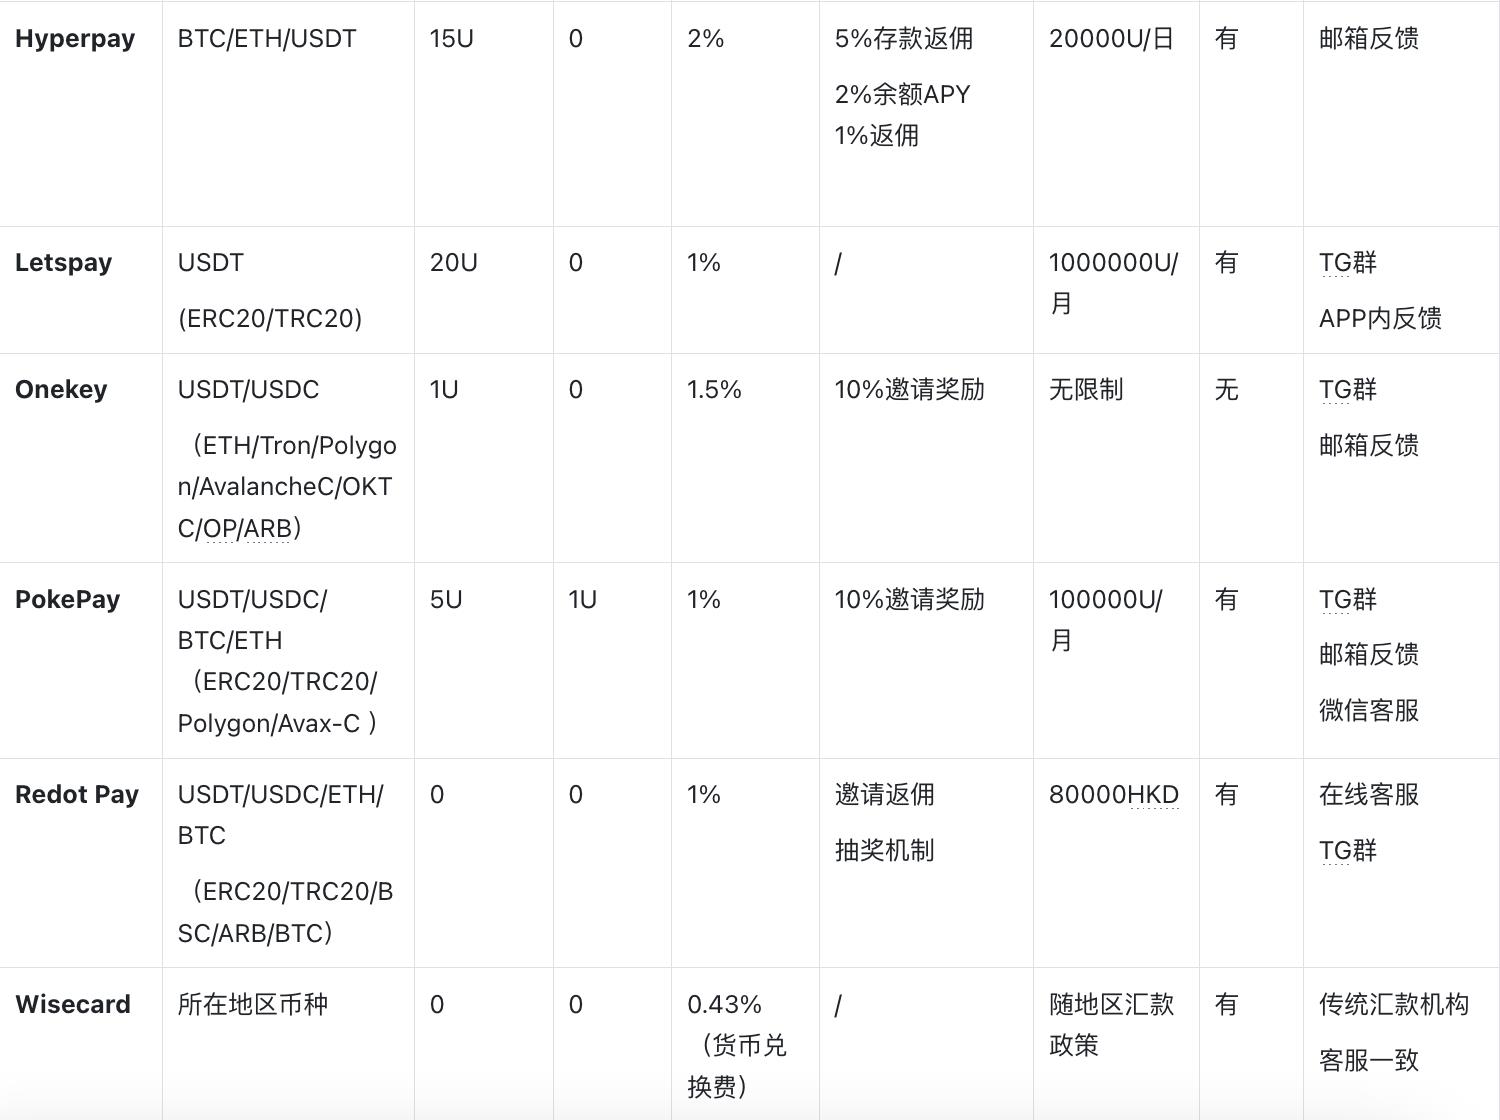 Hyperpay
BTC/ETH/USDT
15U
0
2%
5%存款返佣
2%余额APY
1%返佣
20000U/日
有
邮箱反馈
Letspay
USDT
(ERC20/TRC20)
20U
0
1%
/
1000000U/
月
有
TG群
APP内反馈
Onekey
USDT/USDC
（ETH/Tron/Polygo
n/AvalancheC/OKT
C/OP/ARB）
1U
0
1.5%
10%邀请奖励
无限制
无
TG群
邮箱反馈
PokePay
USDT/USDC/
BTC/ETH
（ERC20/TRC20/
Polygon/Avax-C ）
5U
1U
1%
10%邀请奖励
100000U/
月
有
TG群
邮箱反馈
微信客服
Redot Pay
USDT/USDC/ETH/
BTC
（ERC20/TRC20/B
SC/ARB/BTC）
0
0
1%
邀请返佣
抽奖机制
80000HKD
有
在线客服
TG群
Wisecard
所在地区币种
0
0
0.43%
（货币兑
换费）
/
随地区汇款
政策
有
传统汇款机构
客服一致